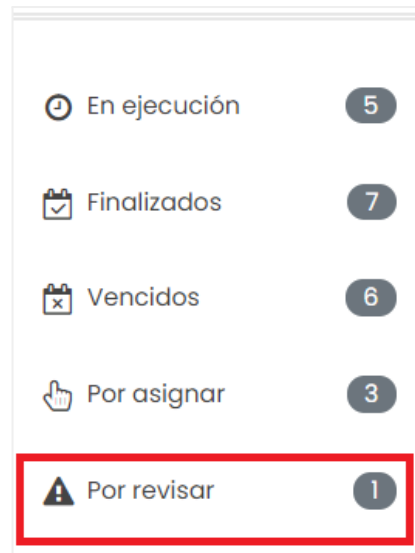 En ejecución 5
Finalizados 7
Vencidos 6
Por asignar 3
Por revisar 1